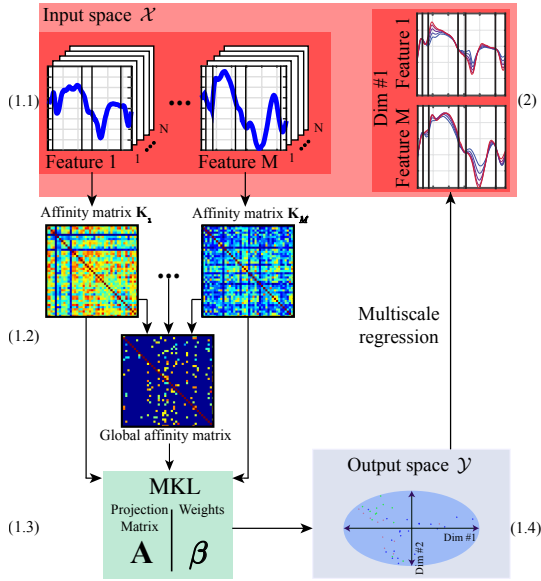 Input space 𝒳
(1.1)
N
1
Feature 1
N
1
Feature M
Dim #1
Feature 1
Feature M
(2)
Affinity matrix K₁
Affinity matrix K_M
(1.2)
Global affinity matrix
Multiscale
regression
(1.3)
MKL
Projection
Matrix
A
Weights
β
Output space 𝒴
Dim #1
Dim #2
(1.4)